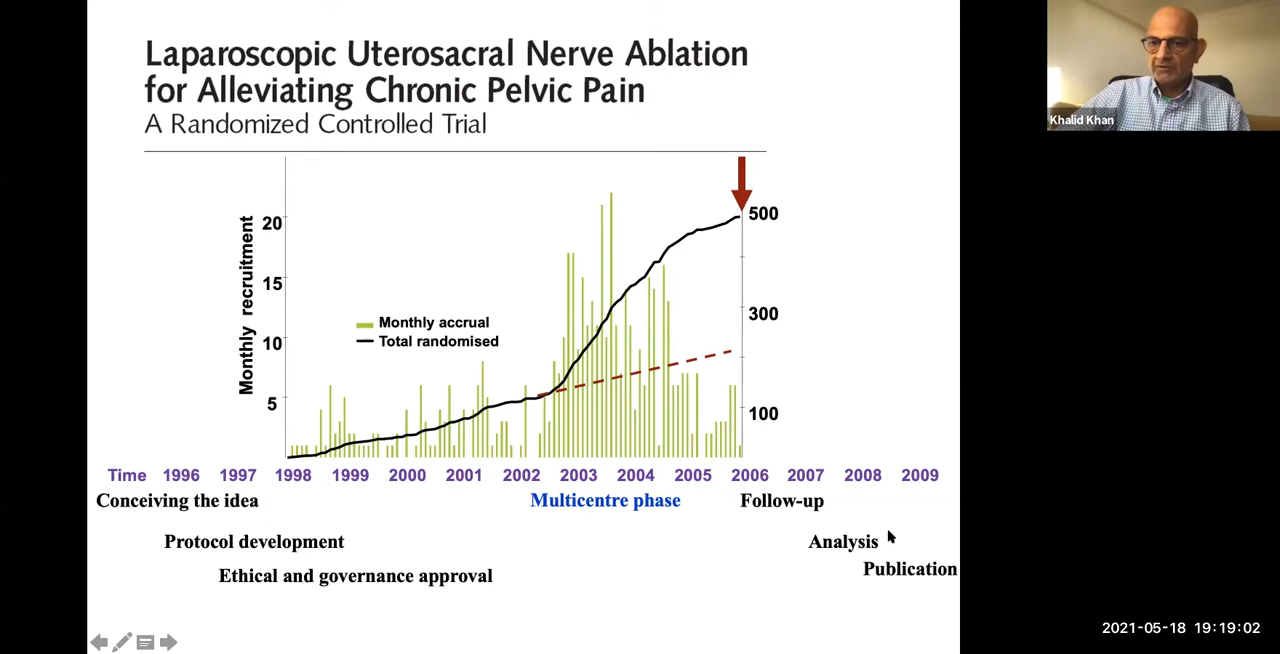 Laparoscopic Uterosacral Nerve Ablation
for Alleviating Chronic Pelvic Pain
A Randomized Controlled Trial
Khalid Khan
Monthly recruitment
20
15
10
5
Monthly accrual
Total randomised
500
300
100
Time 1996 1997 1998 1999 2000 2001 2002 2003 2004 2005 2006 2007 2008 2009
Conceiving the idea Multicentre phase Follow-up
Protocol development Analysis
Ethical and governance approval Publication
2021-05-18 19:19:02